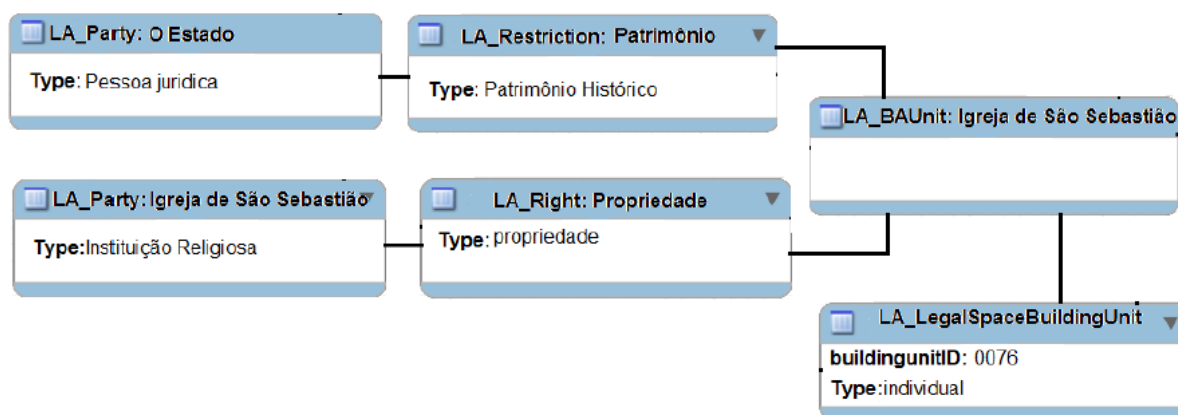 LA_Party: O Estado
Type: Pessoa juridica
LA_Restriction: Patrimônio
Type: Patrimônio Histórico
LA_BAUnit: Igreja de São Sebastião
LA_Party: Igreja de São Sebastião
Type:Instituição Religiosa
LA_Right: Propriedade
Type: propriedade
LA_LegalSpaceBuildingUnit
buildingunitID: 0076
Type:individual